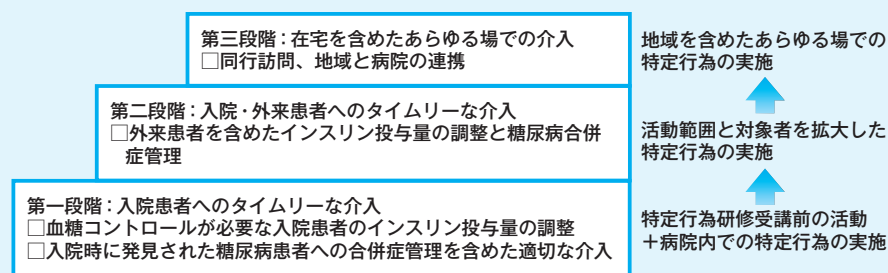 第三段階：在宅を含めたあらゆる場での介入
□同行訪問、地域と病院の連携
地域を含めたあらゆる場での
特定行為の実施
第二段階：入院・外来患者へのタイムリーな介入
□外来患者を含めたインスリン投与量の調整と糖尿病合併
症管理
活動範囲と対象者を拡大した
特定行為の実施
第一段階：入院患者へのタイムリーな介入
□血糖コントロールが必要な入院患者のインスリン投与量の調整
□入院時に発見された糖尿病患者への合併症管理を含めた適切な介入
特定行為研修受講前の活動
＋病院内での特定行為の実施